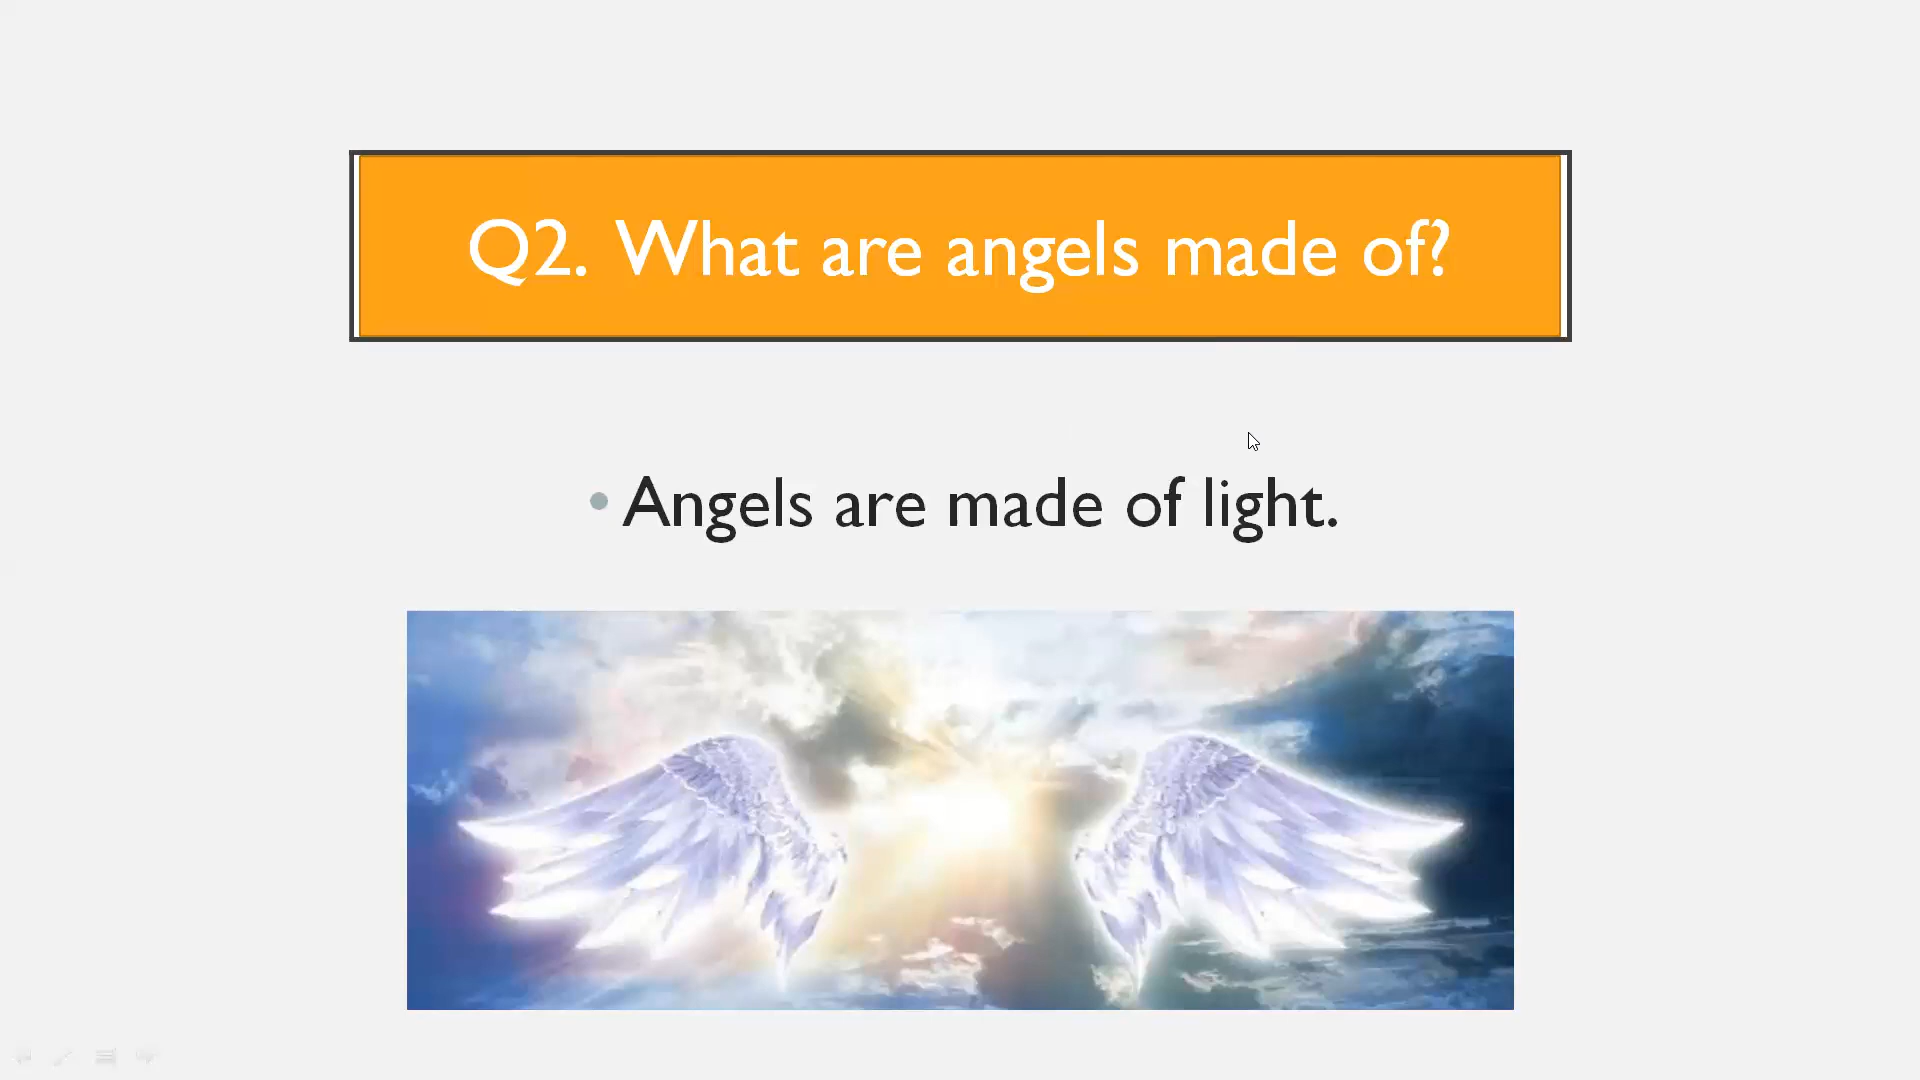 Q2. What are angels made of?
• Angels are made of light.